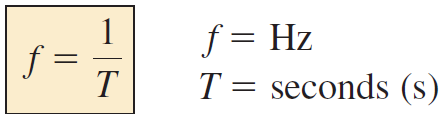 f = 1/T
f = Hz
T = seconds (s)